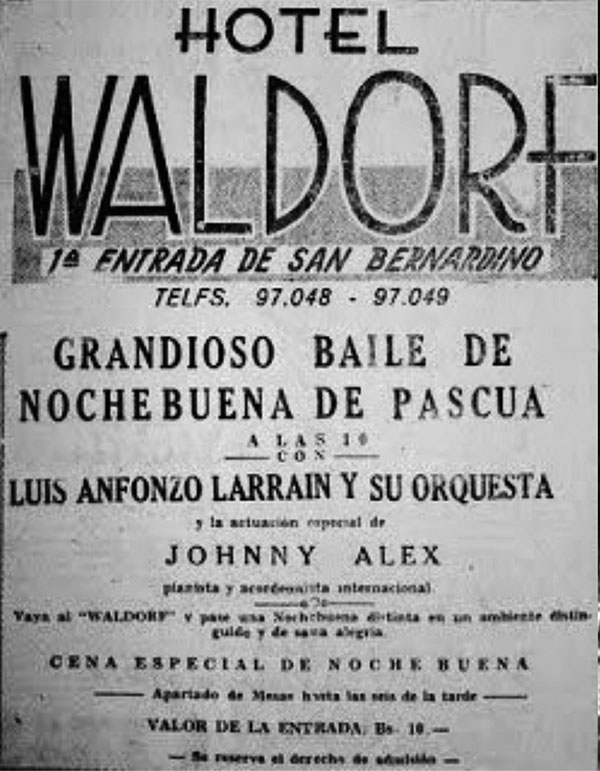 HOTEL
WALDORF
1ª ENTRADA DE SAN BERNARDINO
TELFS. 97.048 - 97.049
GRANDIOSO BAILE DE
NOCHEBUENA DE PASCUA
A LAS 10
CON
LUIS ANFONZO LARRAIN Y SU ORQUESTA
y la actuación especial de
JOHNNY ALEX
pianista y acordeonista internacional.
Vaya al "WALDORF" y pase una Nochebuena distinta en un ambiente distin-
guido y de sana alegría.
CENA ESPECIAL DE NOCHE BUENA
Apartado de Mesas hasta las seis de la tarde
VALOR DE LA ENTRADA, Bs 10.—
— Se reserva el derecho de admisión —